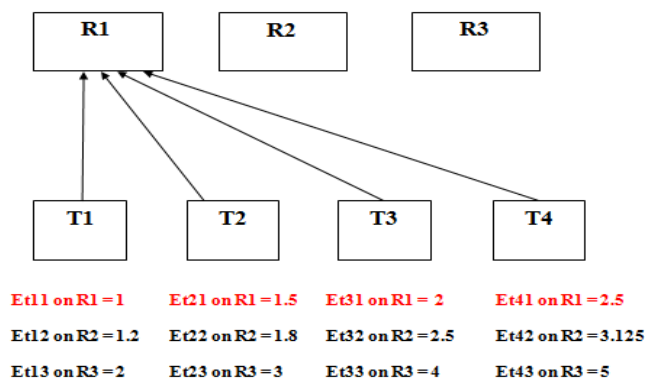 R1 R2 R3
T1 T2 T3 T4
Et11 on R1 = 1 Et21 on R1 = 1.5 Et31 on R1 = 2 Et41 on R1 = 2.5
Et12 on R2 = 1.2 Et22 on R2 = 1.8 Et32 on R2 = 2.5 Et42 on R2 = 3.125
Et13 on R3 = 2 Et23 on R3 = 3 Et33 on R3 = 4 Et43 on R3 = 5